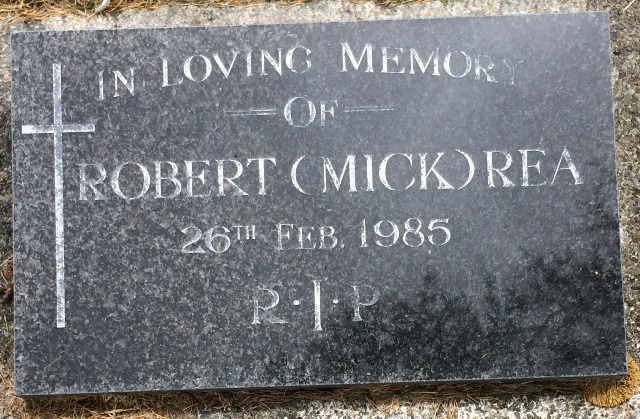 IN LOVING MEMORY
OF
ROBERT (MICK) REA
26TH FEB. 1985
R·I·P